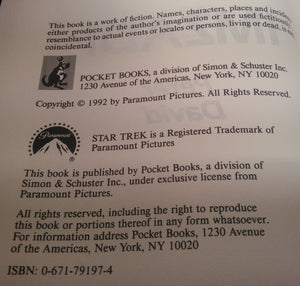 This book is a work of fiction. Names, characters, places and incidents
either products of the author's imagination or are used fictitiously.
resemblance to actual events or locales or persons, living or dead, is
coincidental.
POCKET BOOKS, a division of Simon & Schuster Inc.
1230 Avenue of the Americas, New York, NY 10020
Copyright © 1992 by Paramount Pictures. All Rights Reserved.
Paramount
STAR TREK is a Registered Trademark of
Paramount Pictures
This book is published by Pocket Books, a division of
Simon & Schuster Inc., under exclusive license from
Paramount Pictures.
All rights reserved, including the right to reproduce
this book or portions thereof in any form whatsoever.
For information address Pocket Books, 1230 Avenue
of the Americas, New York, NY 10020
ISBN: 0-671-79197-4